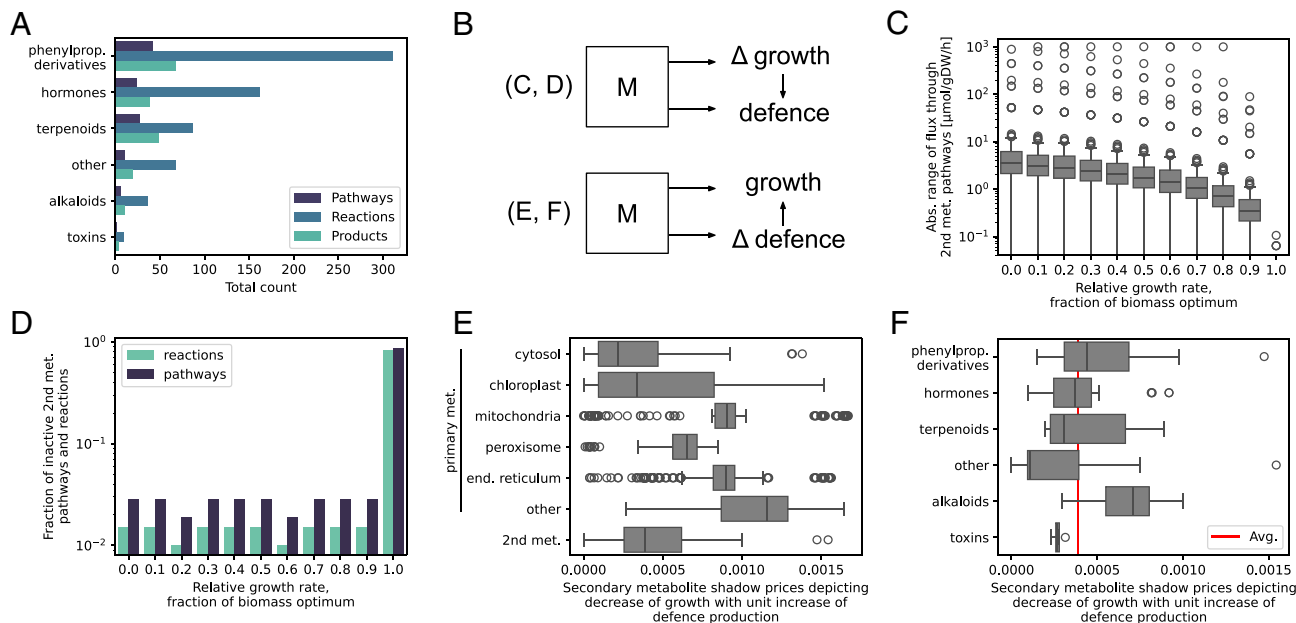 A
phenylprop.
derivatives
hormones
terpenoids
other
alkaloids
toxins
Pathways
Reactions
Products
0 50 100 150 200 250 300
Total count
B
(C, D)
M
Δ growth
defence
(E, F)
M
growth
Δ defence
C
Abs. range of flux through
2nd met. pathways [μmol/gDW/h]
10³
10²
10¹
10⁰
10⁻¹
0.0 0.1 0.2 0.3 0.4 0.5 0.6 0.7 0.8 0.9 1.0
Relative growth rate,
fraction of biomass optimum
D
Fraction of inactive 2nd met.
pathways and reactions
10⁰
10⁻¹
10⁻²
reactions
pathways
0.0 0.1 0.2 0.3 0.4 0.5 0.6 0.7 0.8 0.9 1.0
Relative growth rate,
fraction of biomass optimum
E
primary met.
cytosol
chloroplast
mitochondria
peroxisome
end. reticulum
other
2nd met.
0.0000 0.0005 0.0010 0.0015
Secondary metabolite shadow prices depicting
decrease of growth with unit increase of
defence production
F
phenylprop.
derivatives
hormones
terpenoids
other
alkaloids
toxins
Avg.
0.0000 0.0005 0.0010 0.0015
Secondary metabolite shadow prices depicting
decrease of growth with unit increase of
defence production